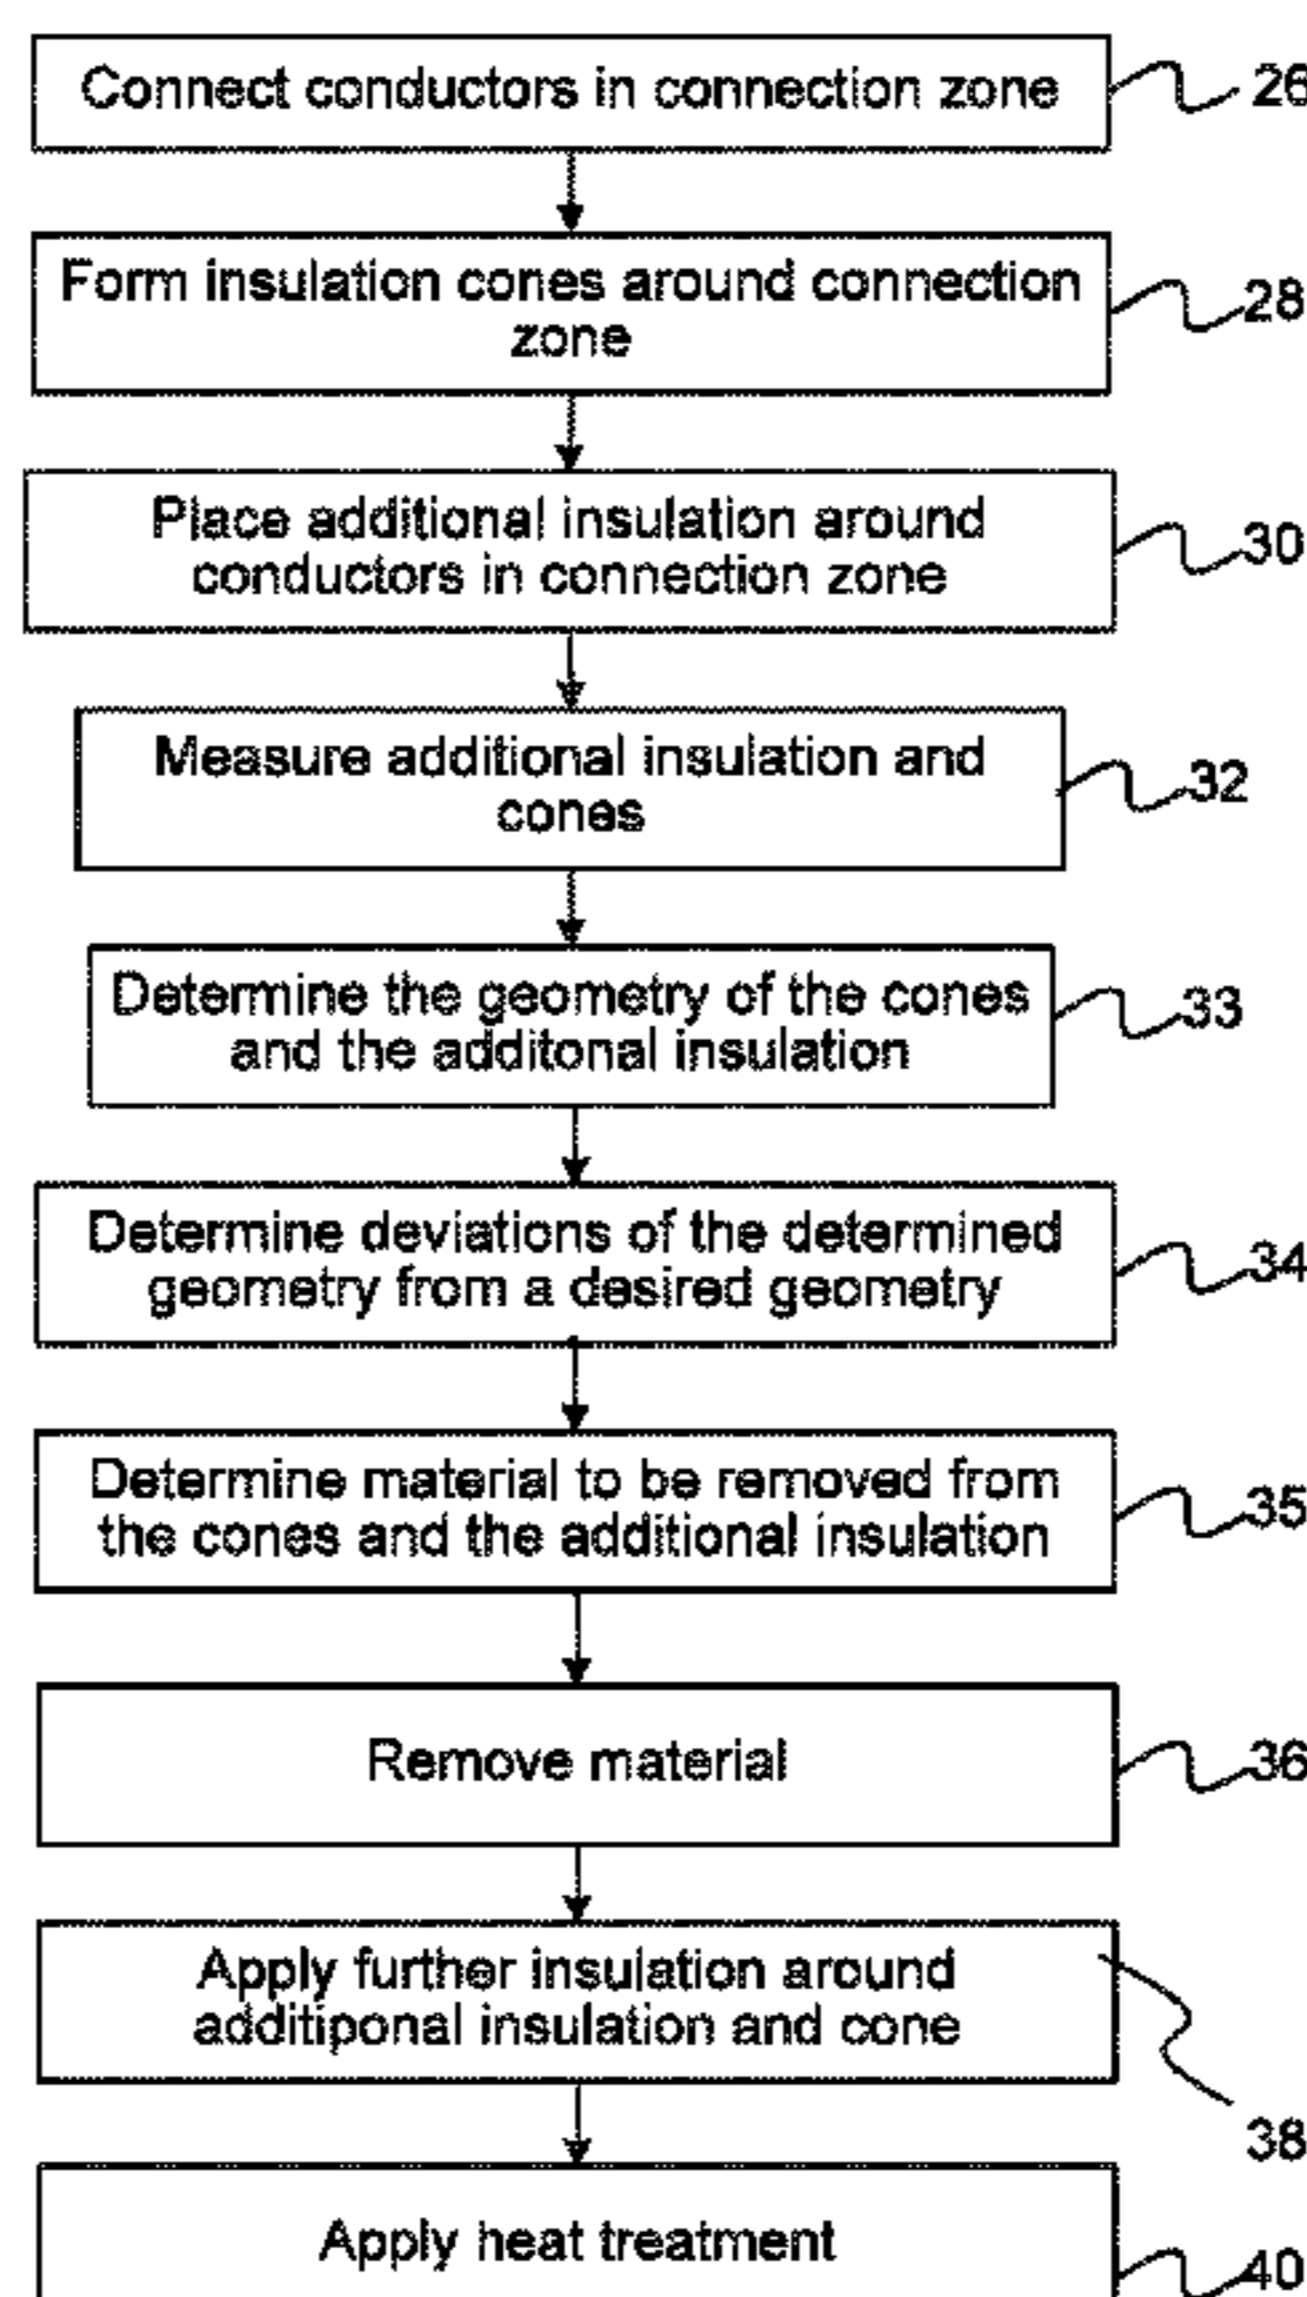 Connect conductors in connection zone
26
Form insulation cones around connection
zone
28
Place additional insulation around
conductors in connection zone
30
Measure additional insulation and
cones
32
Determine the geometry of the cones
and the additonal insulation
33
Determine deviations of the determined
geometry from a desired geometry
34
Determine material to be removed from
the cones and the additional insulation
35
Remove material
36
Apply further insulation around
additiponal insulation and cone
38
Apply heat treatment
40